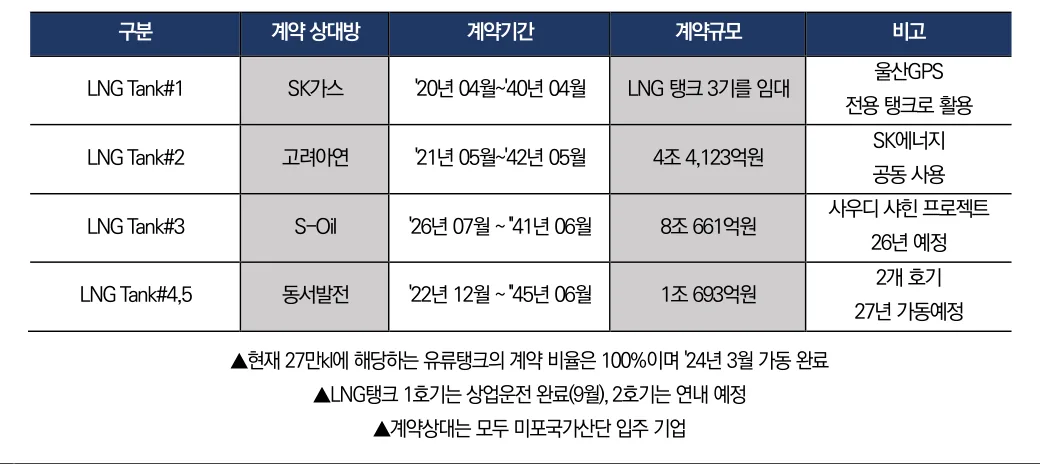 구분 계약 상대방 계약기간 계약규모 비고
LNG Tank#1 SK가스 '20년 04월~'40년 04월 LNG 탱크 3기를 임대 울산GPS
전용 탱크로 활용
LNG Tank#2 고려아연 '21년 05월~'42년 05월 4조 4,123억원 SK에너지
공동 사용
LNG Tank#3 S-Oil '26년 07월 ~ "41년 06월 8조 661억원 사우디 샤힌 프로젝트
26년 예정
LNG Tank#4,5 동서발전 '22년 12월 ~ "45년 06월 1조 693억원 2개 호기
27년 가동예정
▲현재 27만kl에 해당하는 유류탱크의 계약 비율은 100%이며 '24년 3월 가동 완료
▲LNG탱크 1호기는 상업운전 완료(9월), 2호기는 연내 예정
▲계약상대는 모두 미포국가산단 입주 기업